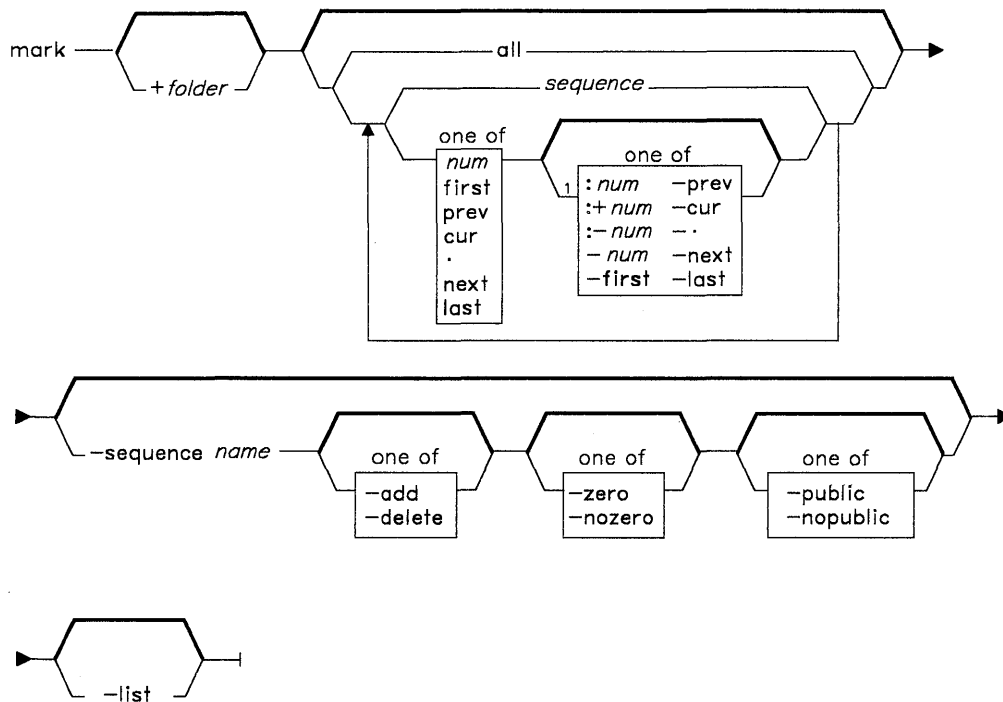 mark
+folder
all
sequence
one of
num
first
prev
cur
.
next
last
one of
1
:num −prev
:+num −cur
:−num −.
−num −next
−first −last
−sequence name
one of
−add
−delete
one of
−zero
−nozero
one of
−public
−nopublic
−list